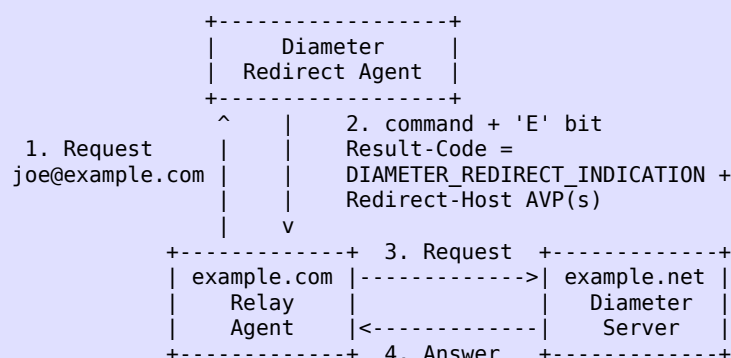 +------------------+
|     Diameter     |
|  Redirect Agent  |
+------------------+
^    |    2. command + 'E' bit
1. Request     |    |    Result-Code =
joe@example.com |    |    DIAMETER_REDIRECT_INDICATION +
|    |    Redirect-Host AVP(s)
|    v
+-------------+  3. Request  +-------------+
| example.com |------------->| example.net |
|    Relay    |              |   Diameter  |
|    Agent    |<-------------|    Server   |
+-------------+  4. Answer   +-------------+